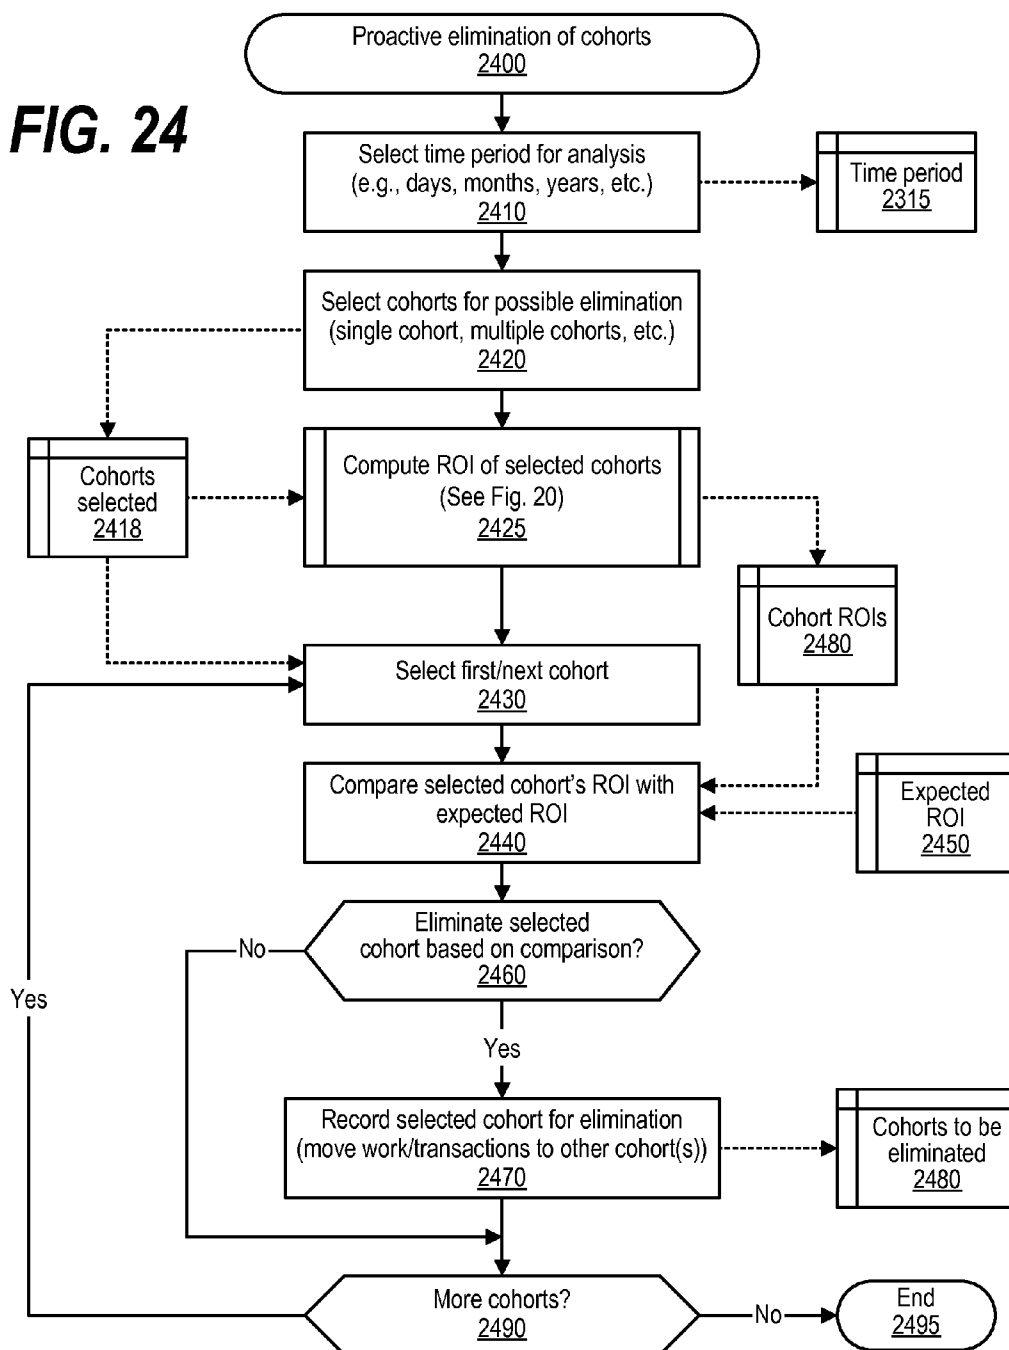 Proactive elimination of cohorts
2400
FIG. 24
Select time period for analysis
(e.g., days, months, years, etc.)
2410
Time period
2315
Select cohorts for possible elimination
(single cohort, multiple cohorts, etc.)
2420
Cohorts
selected
2418
Compute ROI of selected cohorts
(See Fig. 20)
2425
Cohort ROIs
2480
Select first/next cohort
2430
Compare selected cohort's ROI with
expected ROI
2440
Expected
ROI
2450
Eliminate selected
cohort based on comparison?
2460
No
Yes
Yes
Record selected cohort for elimination
(move work/transactions to other cohort(s))
2470
Cohorts to be
eliminated
2480
More cohorts?
2490
No
End
2495